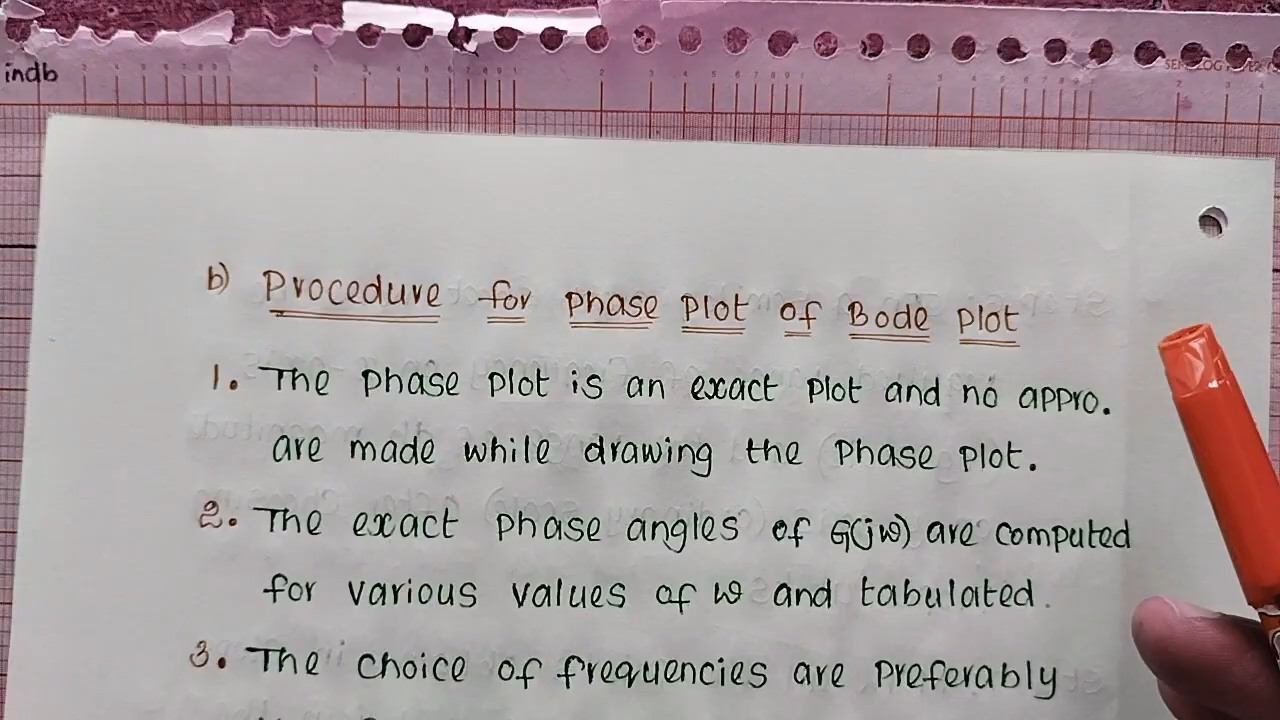 indb
b) Procedure for Phase Plot of Bode Plot
1. The Phase Plot is an exact Plot and no appro.
are made while drawing the Phase Plot.
2. The exact Phase angles of G(jω) are computed
for various values of ω and tabulated.
3. The choice of frequencies are Preferably